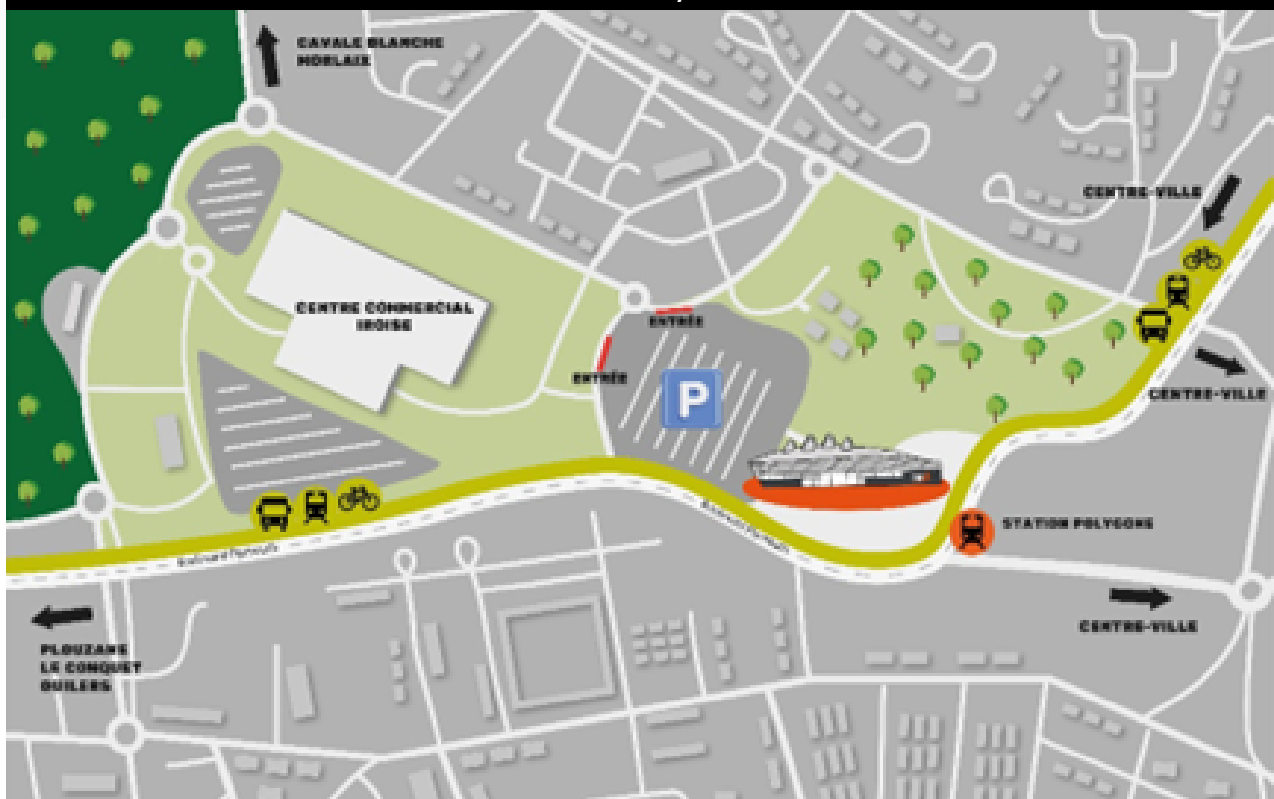 CAVALE BLANCHE
MORLAIX
CENTRE-VILLE
CENTRE COMMERCIAL
IROISE
ENTRÉE
ENTRÉE
P
CENTRE-VILLE
STATION POLYGONE
CENTRE-VILLE
PLOUZANE
LE CONQUET
GUILERS